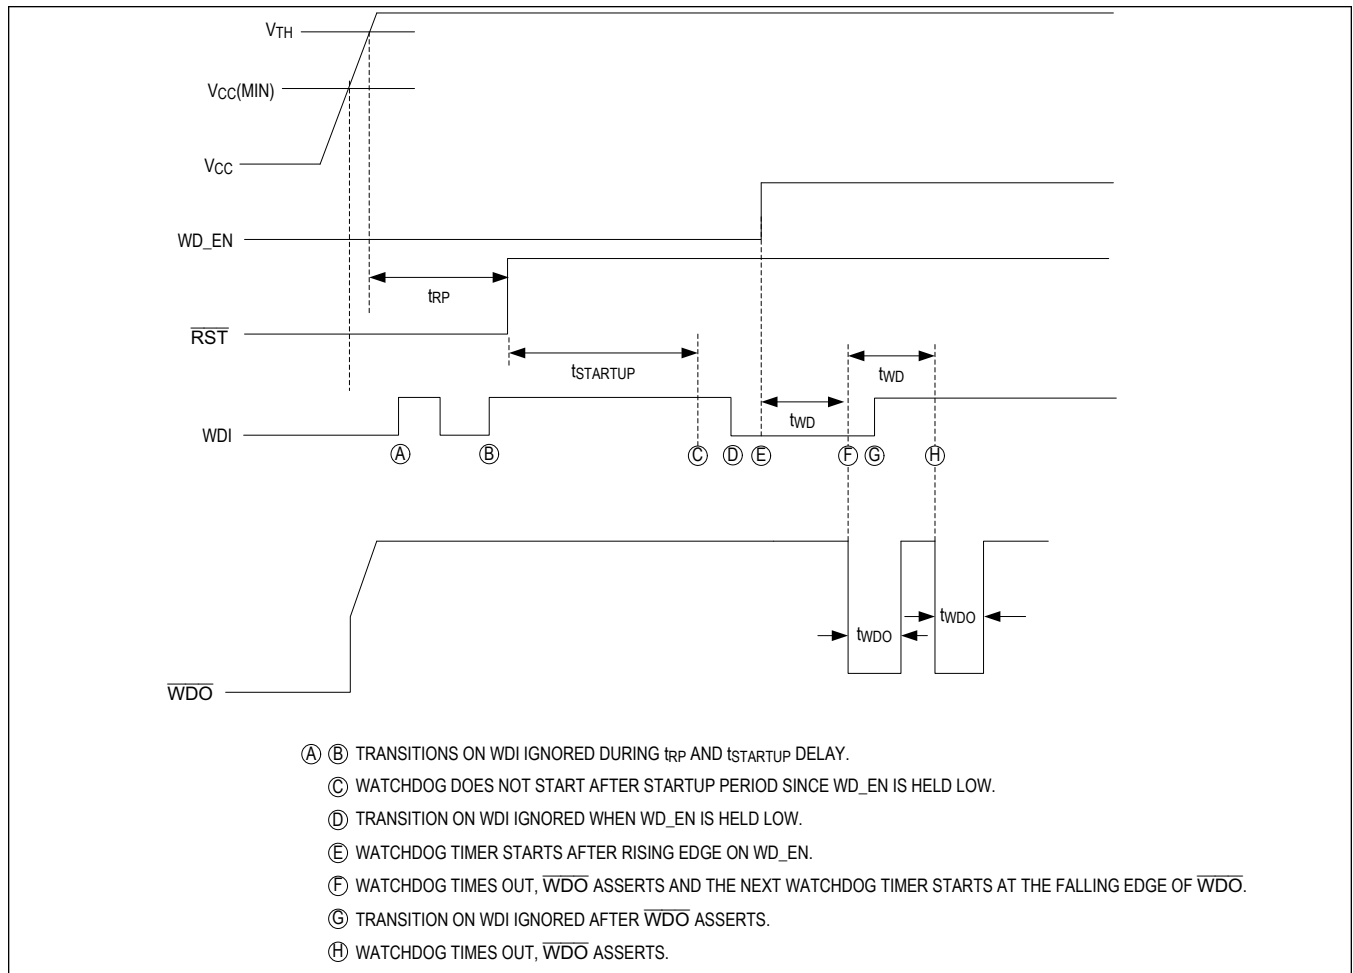 VTH
VCC(MIN)
VCC
WD_EN
tRP
RST
tSTARTUP
tWD
tWD
WDI
A B C D E F G H
tWDO
tWDO
WDO
A B TRANSITIONS ON WDI IGNORED DURING tRP AND tSTARTUP DELAY.
C WATCHDOG DOES NOT START AFTER STARTUP PERIOD SINCE WD_EN IS HELD LOW.
D TRANSITION ON WDI IGNORED WHEN WD_EN IS HELD LOW.
E WATCHDOG TIMER STARTS AFTER RISING EDGE ON WD_EN.
F WATCHDOG TIMES OUT, WDO ASSERTS AND THE NEXT WATCHDOG TIMER STARTS AT THE FALLING EDGE OF WDO.
G TRANSITION ON WDI IGNORED AFTER WDO ASSERTS.
H WATCHDOG TIMES OUT, WDO ASSERTS.